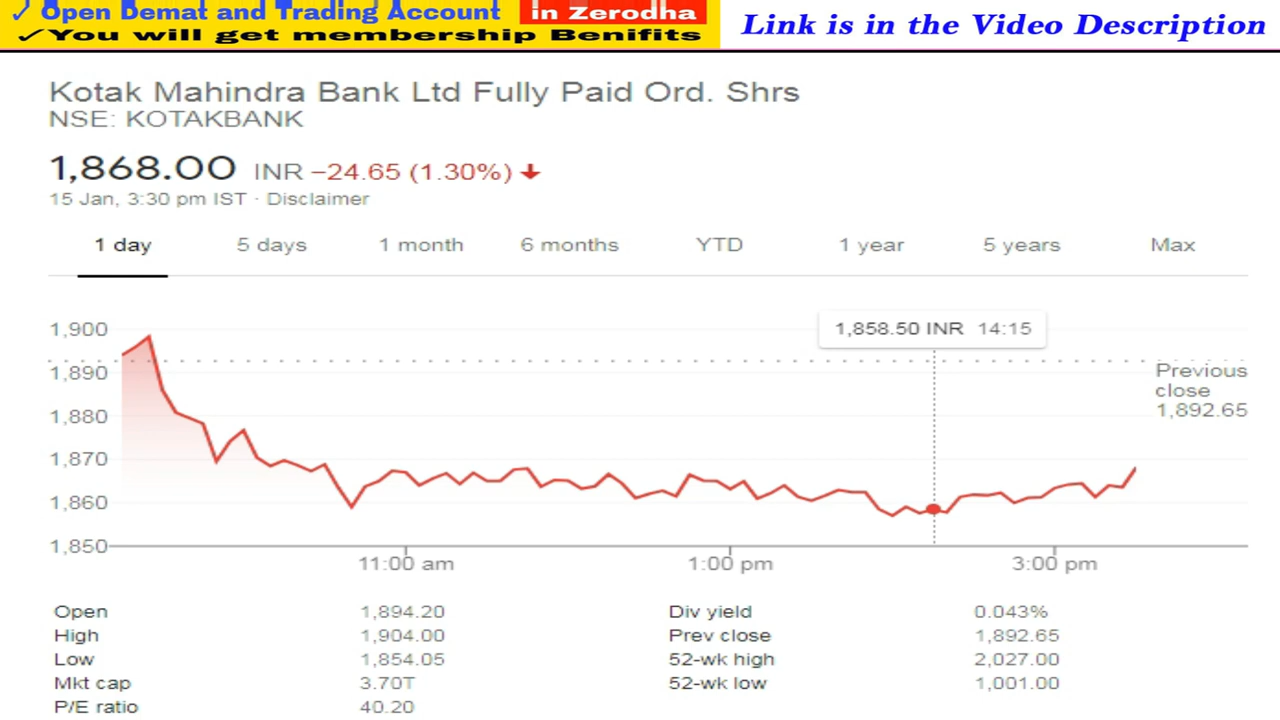 ✓ Open Demat and Trading Account in Zerodha
✓You will get membership Benifits
Link is in the Video Description
Kotak Mahindra Bank Ltd Fully Paid Ord. Shrs
NSE: KOTAKBANK
1,868.00 INR −24.65 (1.30%) ↓
15 Jan, 3:30 pm IST · Disclaimer
1 day 5 days 1 month 6 months YTD 1 year 5 years Max
1,900
1,858.50 INR 14:15
1,890
Previous
close
1,892.65
1,880
1,870
1,860
1,850
11:00 am 1:00 pm 3:00 pm
Open 1,894.20 Div yield 0.043%
High 1,904.00 Prev close 1,892.65
Low 1,854.05 52-wk high 2,027.00
Mkt cap 3.70T 52-wk low 1,001.00
P/E ratio 40.20